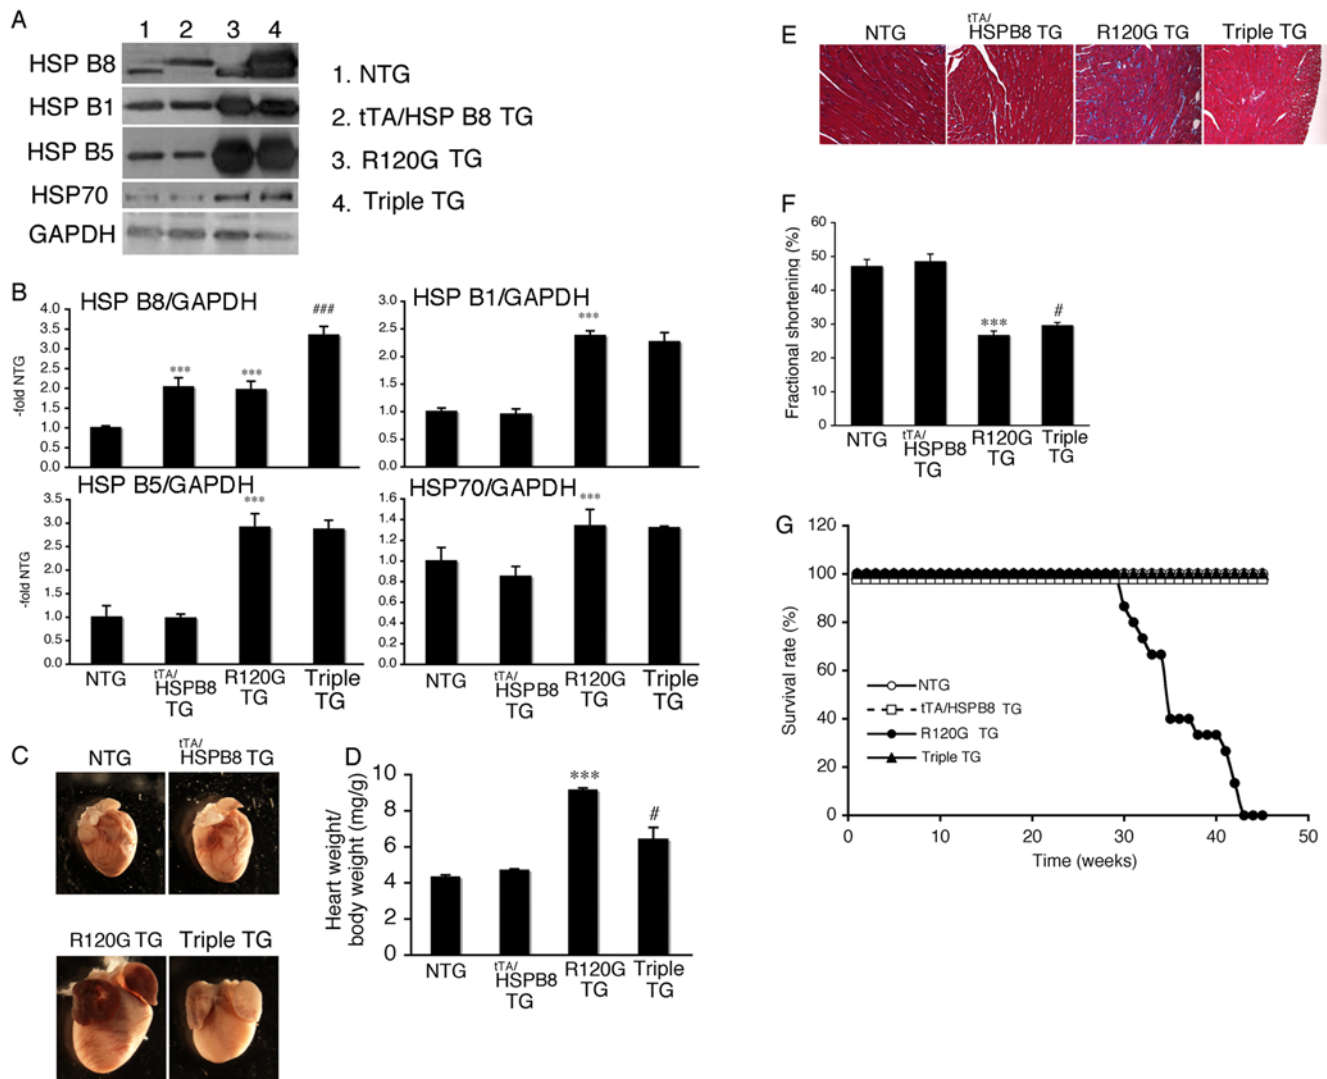 A
1 2 3 4
HSP B8
HSP B1
HSP B5
HSP70
GAPDH
1. NTG
2. tTA/HSP B8 TG
3. R120G TG
4. Triple TG
B
HSP B8/GAPDH
-fold NTG
4.0
3.5
3.0
2.5
2.0
1.5
1.0
0.5
0.0
***
***
###
HSP B1/GAPDH
3.0
2.5
2.0
1.5
1.0
0.5
0.0
***
HSP B5/GAPDH
-fold NTG
3.5
3.0
2.5
2.0
1.5
1.0
0.5
0.0
***
NTG
tTA/
HSPB8
TG
R120G
TG
Triple
TG
HSP70/GAPDH
1.6
1.4
1.2
1.0
0.8
0.6
0.4
0.2
0.0
***
NTG
tTA/
HSPB8
TG
R120G
TG
Triple
TG
C
NTG
tTA/
HSPB8 TG
R120G TG
Triple TG
D
Heart weight/
body weight (mg/g)
10
8
6
4
2
0
***
#
NTG
tTA/
HSPB8
TG
R120G
TG
Triple
TG
E
NTG
tTA/
HSPB8 TG
R120G TG
Triple TG
F
Fractional shortening (%)
60
50
40
30
20
10
0
***
#
NTG
tTA/
HSPB8
TG
R120G
TG
Triple
TG
G
Survival rate (%)
120
100
80
60
40
20
0
NTG
tTA/HSPB8 TG
R120G TG
Triple TG
0 10 20 30 40 50
Time (weeks)